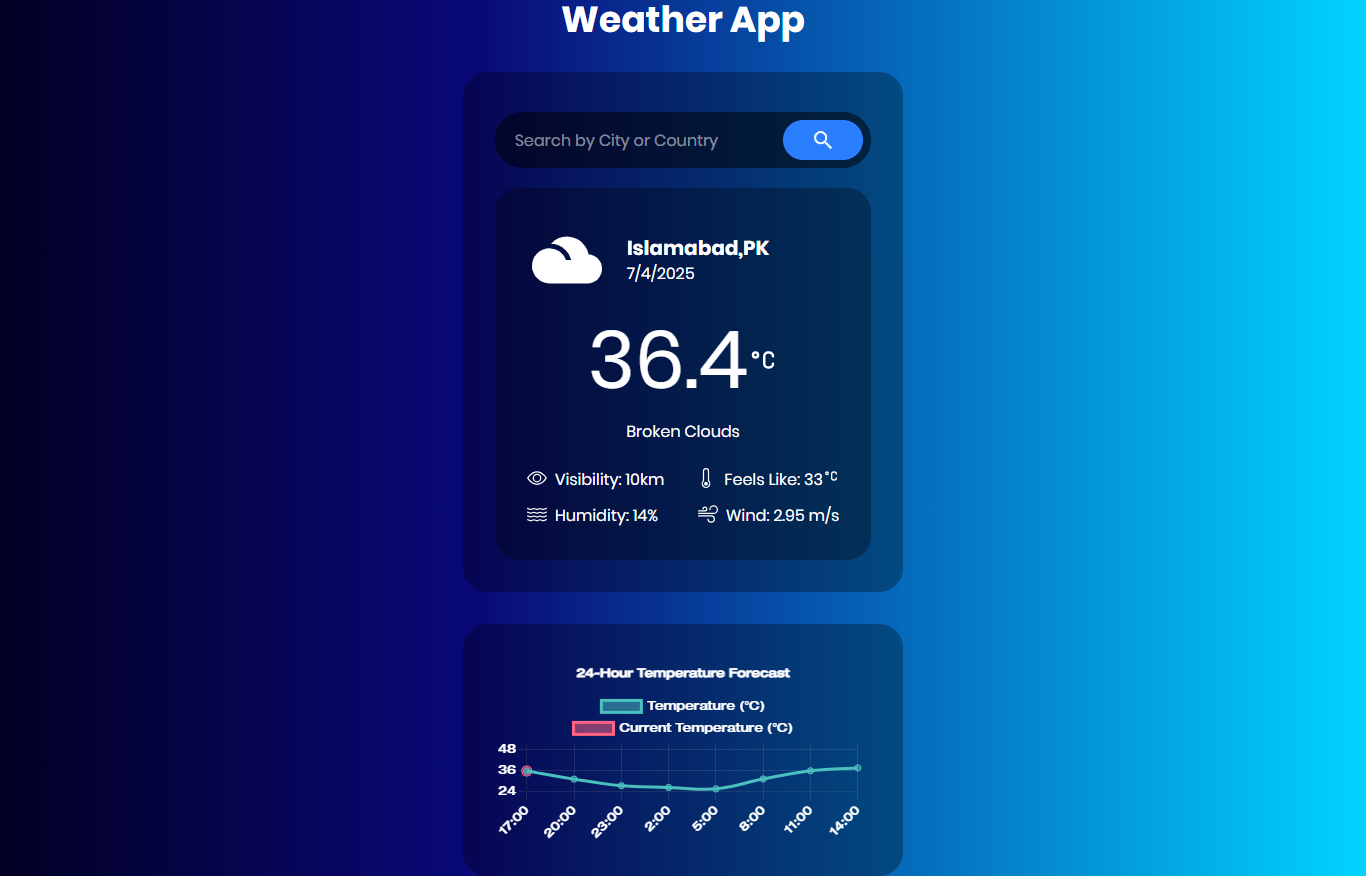 Weather App
Search by City or Country
Islamabad,PK
7/4/2025
36.4°C
Broken Clouds
Visibility: 10km Feels Like: 33°C
Humidity: 14% Wind: 2.95 m/s
24-Hour Temperature Forecast
Temperature (°C)
Current Temperature (°C)
48
36
24
17:00 20:00 23:00 2:00 5:00 8:00 11:00 14:00